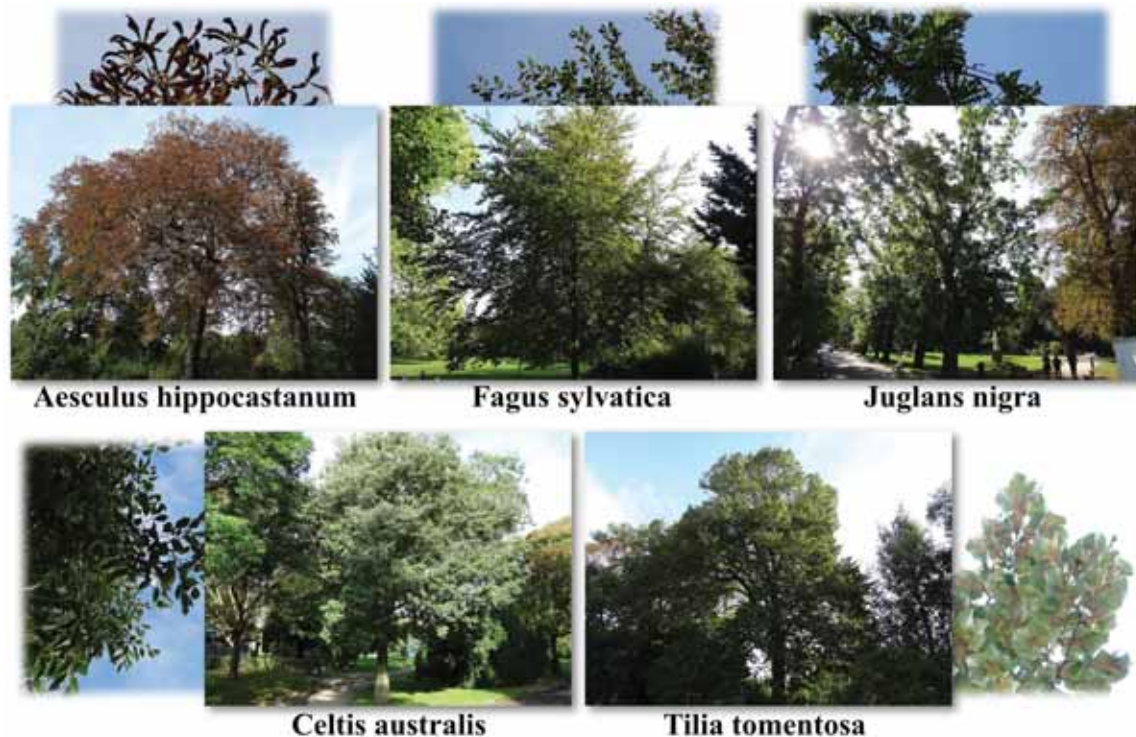 Aesculus hippocastanum
Fagus sylvatica
Juglans nigra
Celtis australis
Tilia tomentosa